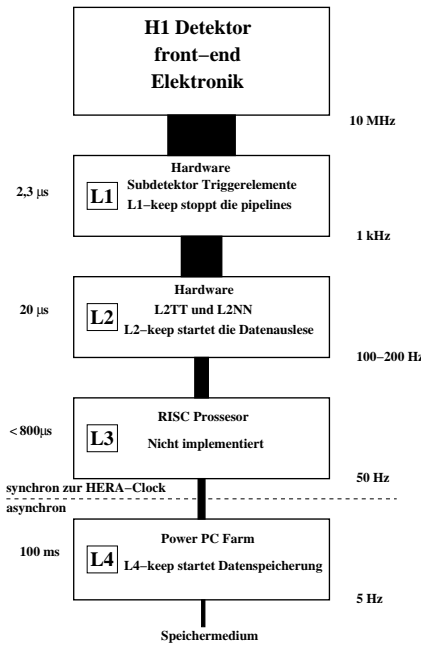 H1 Detektor
front−end
Elektronik
10 MHz
Hardware
2,3 μs
L1
Subdetektor Triggerelemente
L1−keep stoppt die pipelines
1 kHz
Hardware
20 μs
L2
L2TT und L2NN
L2−keep startet die Datenauslese
100−200 Hz
RISC Prossesor
<800μs
L3
Nicht implementiert
50 Hz
synchron zur HERA−Clock
asynchron
Power PC Farm
100 ms
L4
L4−keep startet Datenspeicherung
5 Hz
Speichermedium